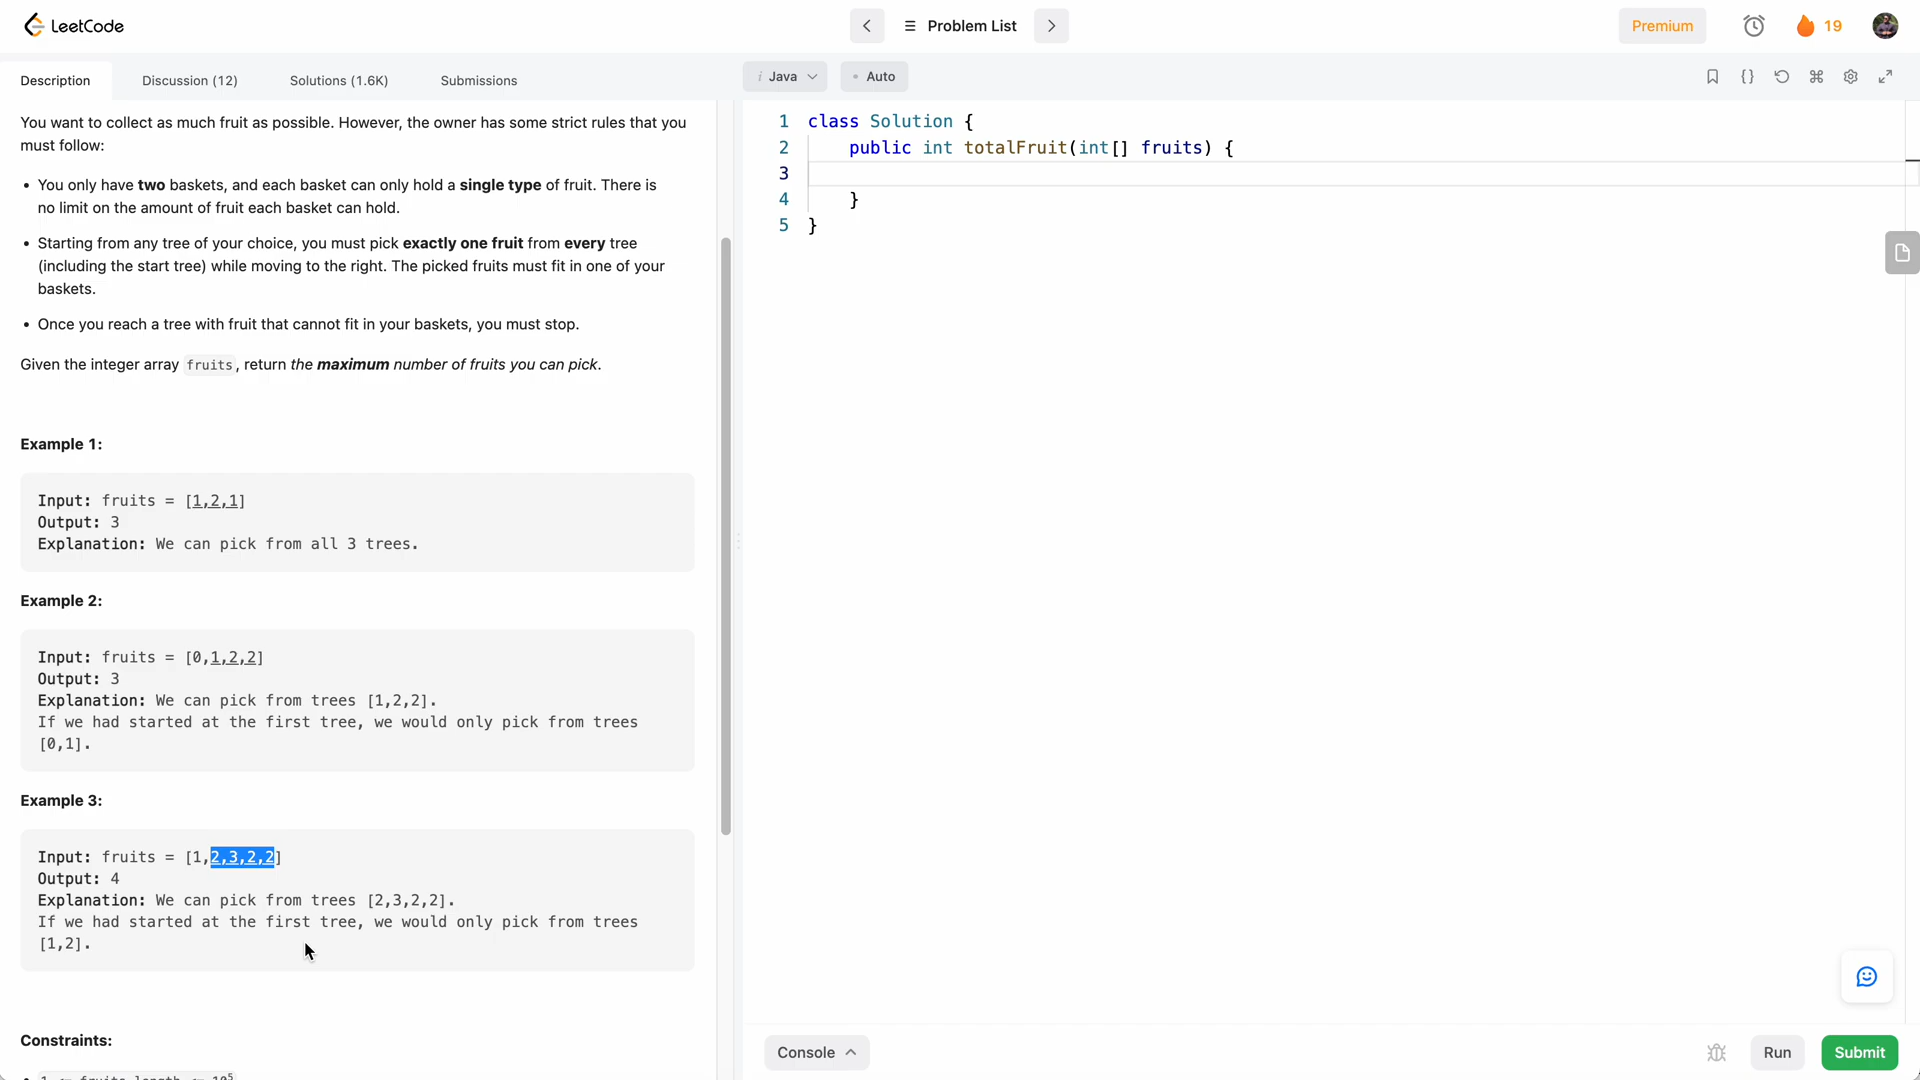 LeetCode
Problem List
Premium
19
Description
Discussion (12)
Solutions (1.6K)
Submissions
You want to collect as much fruit as possible. However, the owner has some strict rules that you
must follow:
• You only have two baskets, and each basket can only hold a single type of fruit. There is
no limit on the amount of fruit each basket can hold.
• Starting from any tree of your choice, you must pick exactly one fruit from every tree
(including the start tree) while moving to the right. The picked fruits must fit in one of your
baskets.
• Once you reach a tree with fruit that cannot fit in your baskets, you must stop.
Given the integer array fruits, return the maximum number of fruits you can pick.
Example 1:
Input: fruits = [1,2,1]
Output: 3
Explanation: We can pick from all 3 trees.
Example 2:
Input: fruits = [0,1,2,2]
Output: 3
Explanation: We can pick from trees [1,2,2].
If we had started at the first tree, we would only pick from trees
[0,1].
Example 3:
Input: fruits = [1,2,3,2,2]
Output: 4
Explanation: We can pick from trees [2,3,2,2].
If we had started at the first tree, we would only pick from trees
[1,2].
Constraints:
• 1 <= fruits.length <= 10^5
i Java
• Auto
{}
1 class Solution {
2 public int totalFruit(int[] fruits) {
3
4 }
5 }
Console
Run
Submit